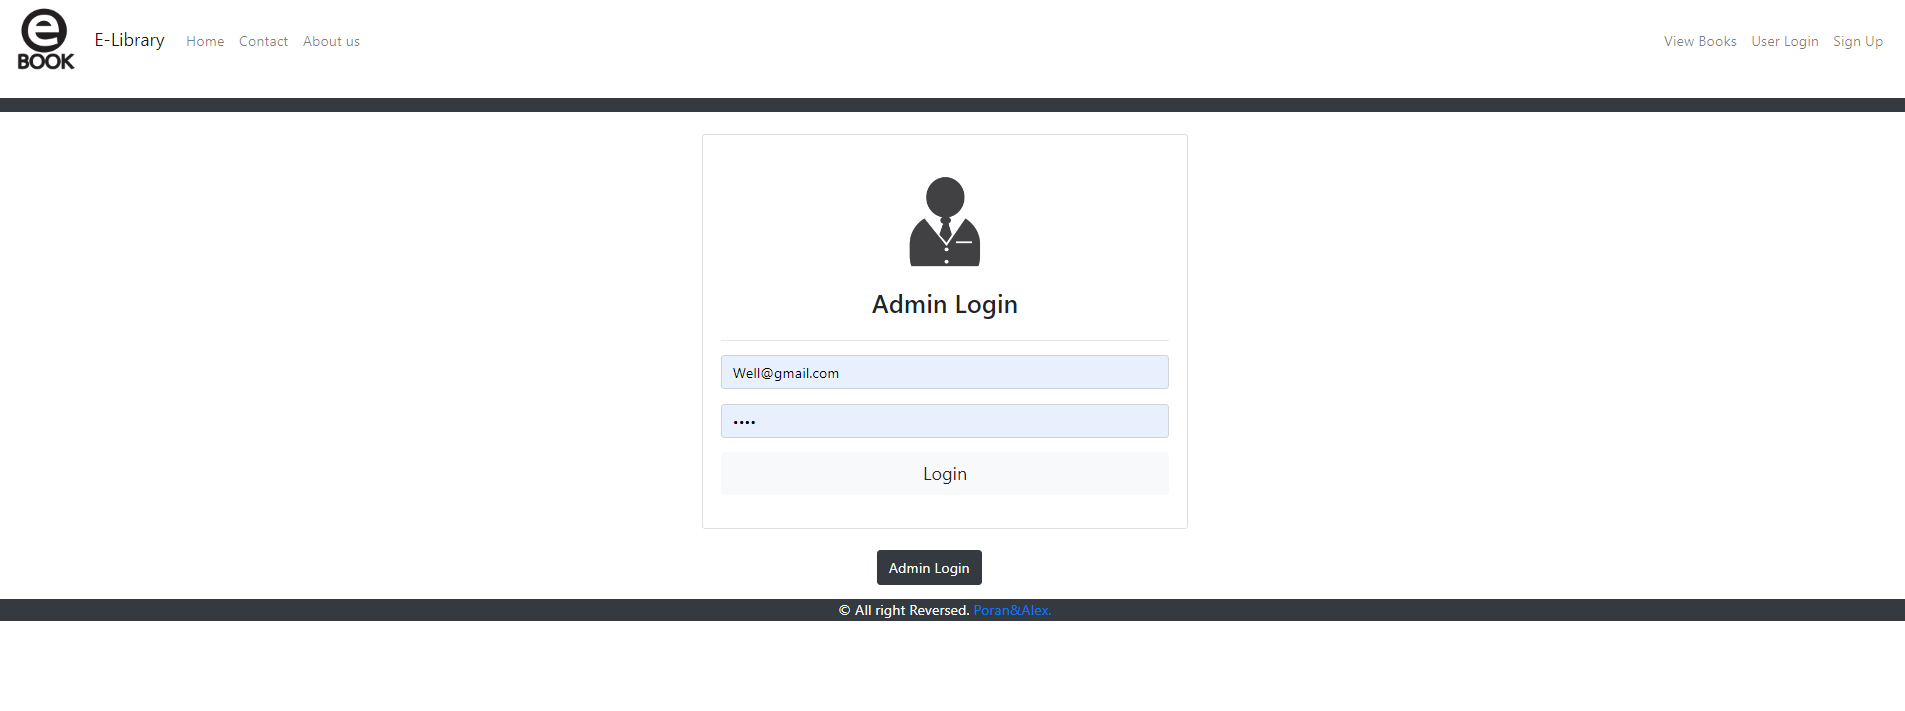 e
BOOK
E-Library Home Contact About us View Books User Login Sign Up
Admin Login
Well@gmail.com
••••
Login
Admin Login
© All right Reversed. Poran&Alex.